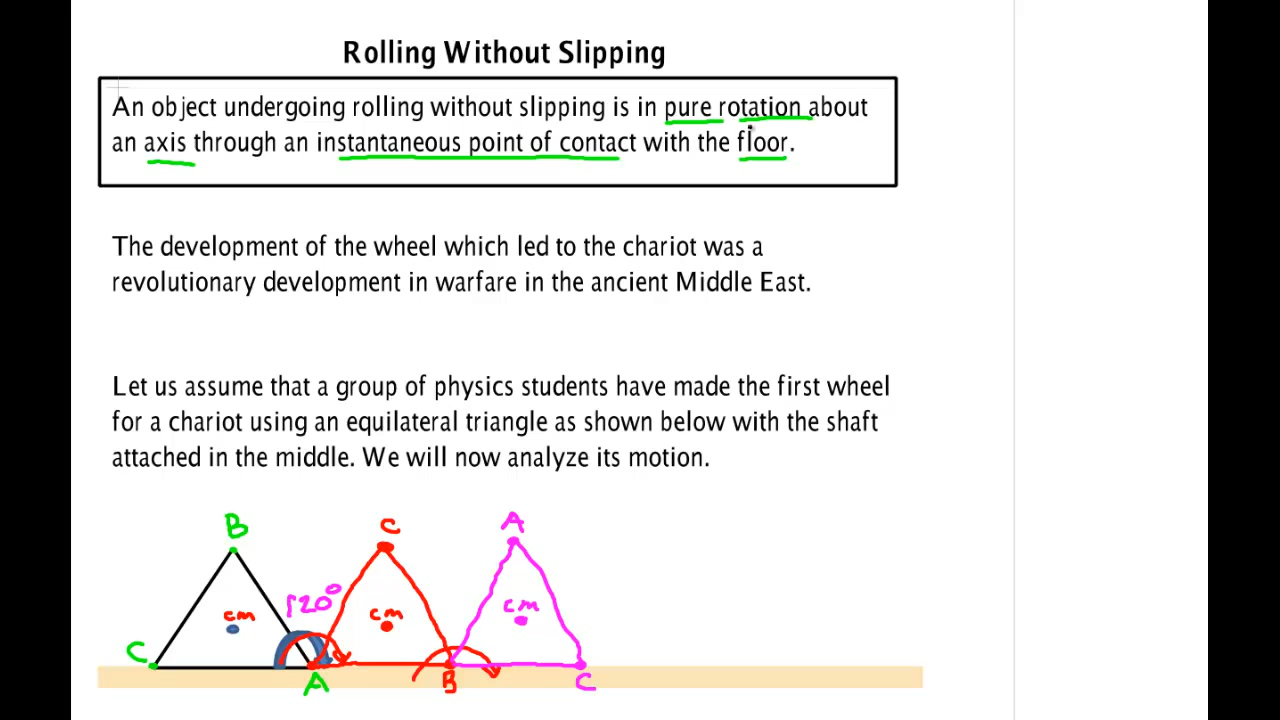 Rolling Without Slipping
An object undergoing rolling without slipping is in pure rotation about
an axis through an instantaneous point of contact with the floor.
The development of the wheel which led to the chariot was a
revolutionary development in warfare in the ancient Middle East.
Let us assume that a group of physics students have made the first wheel
for a chariot using an equilateral triangle as shown below with the shaft
attached in the middle. We will now analyze its motion.
B C A
120°
cm cm cm
C A B C